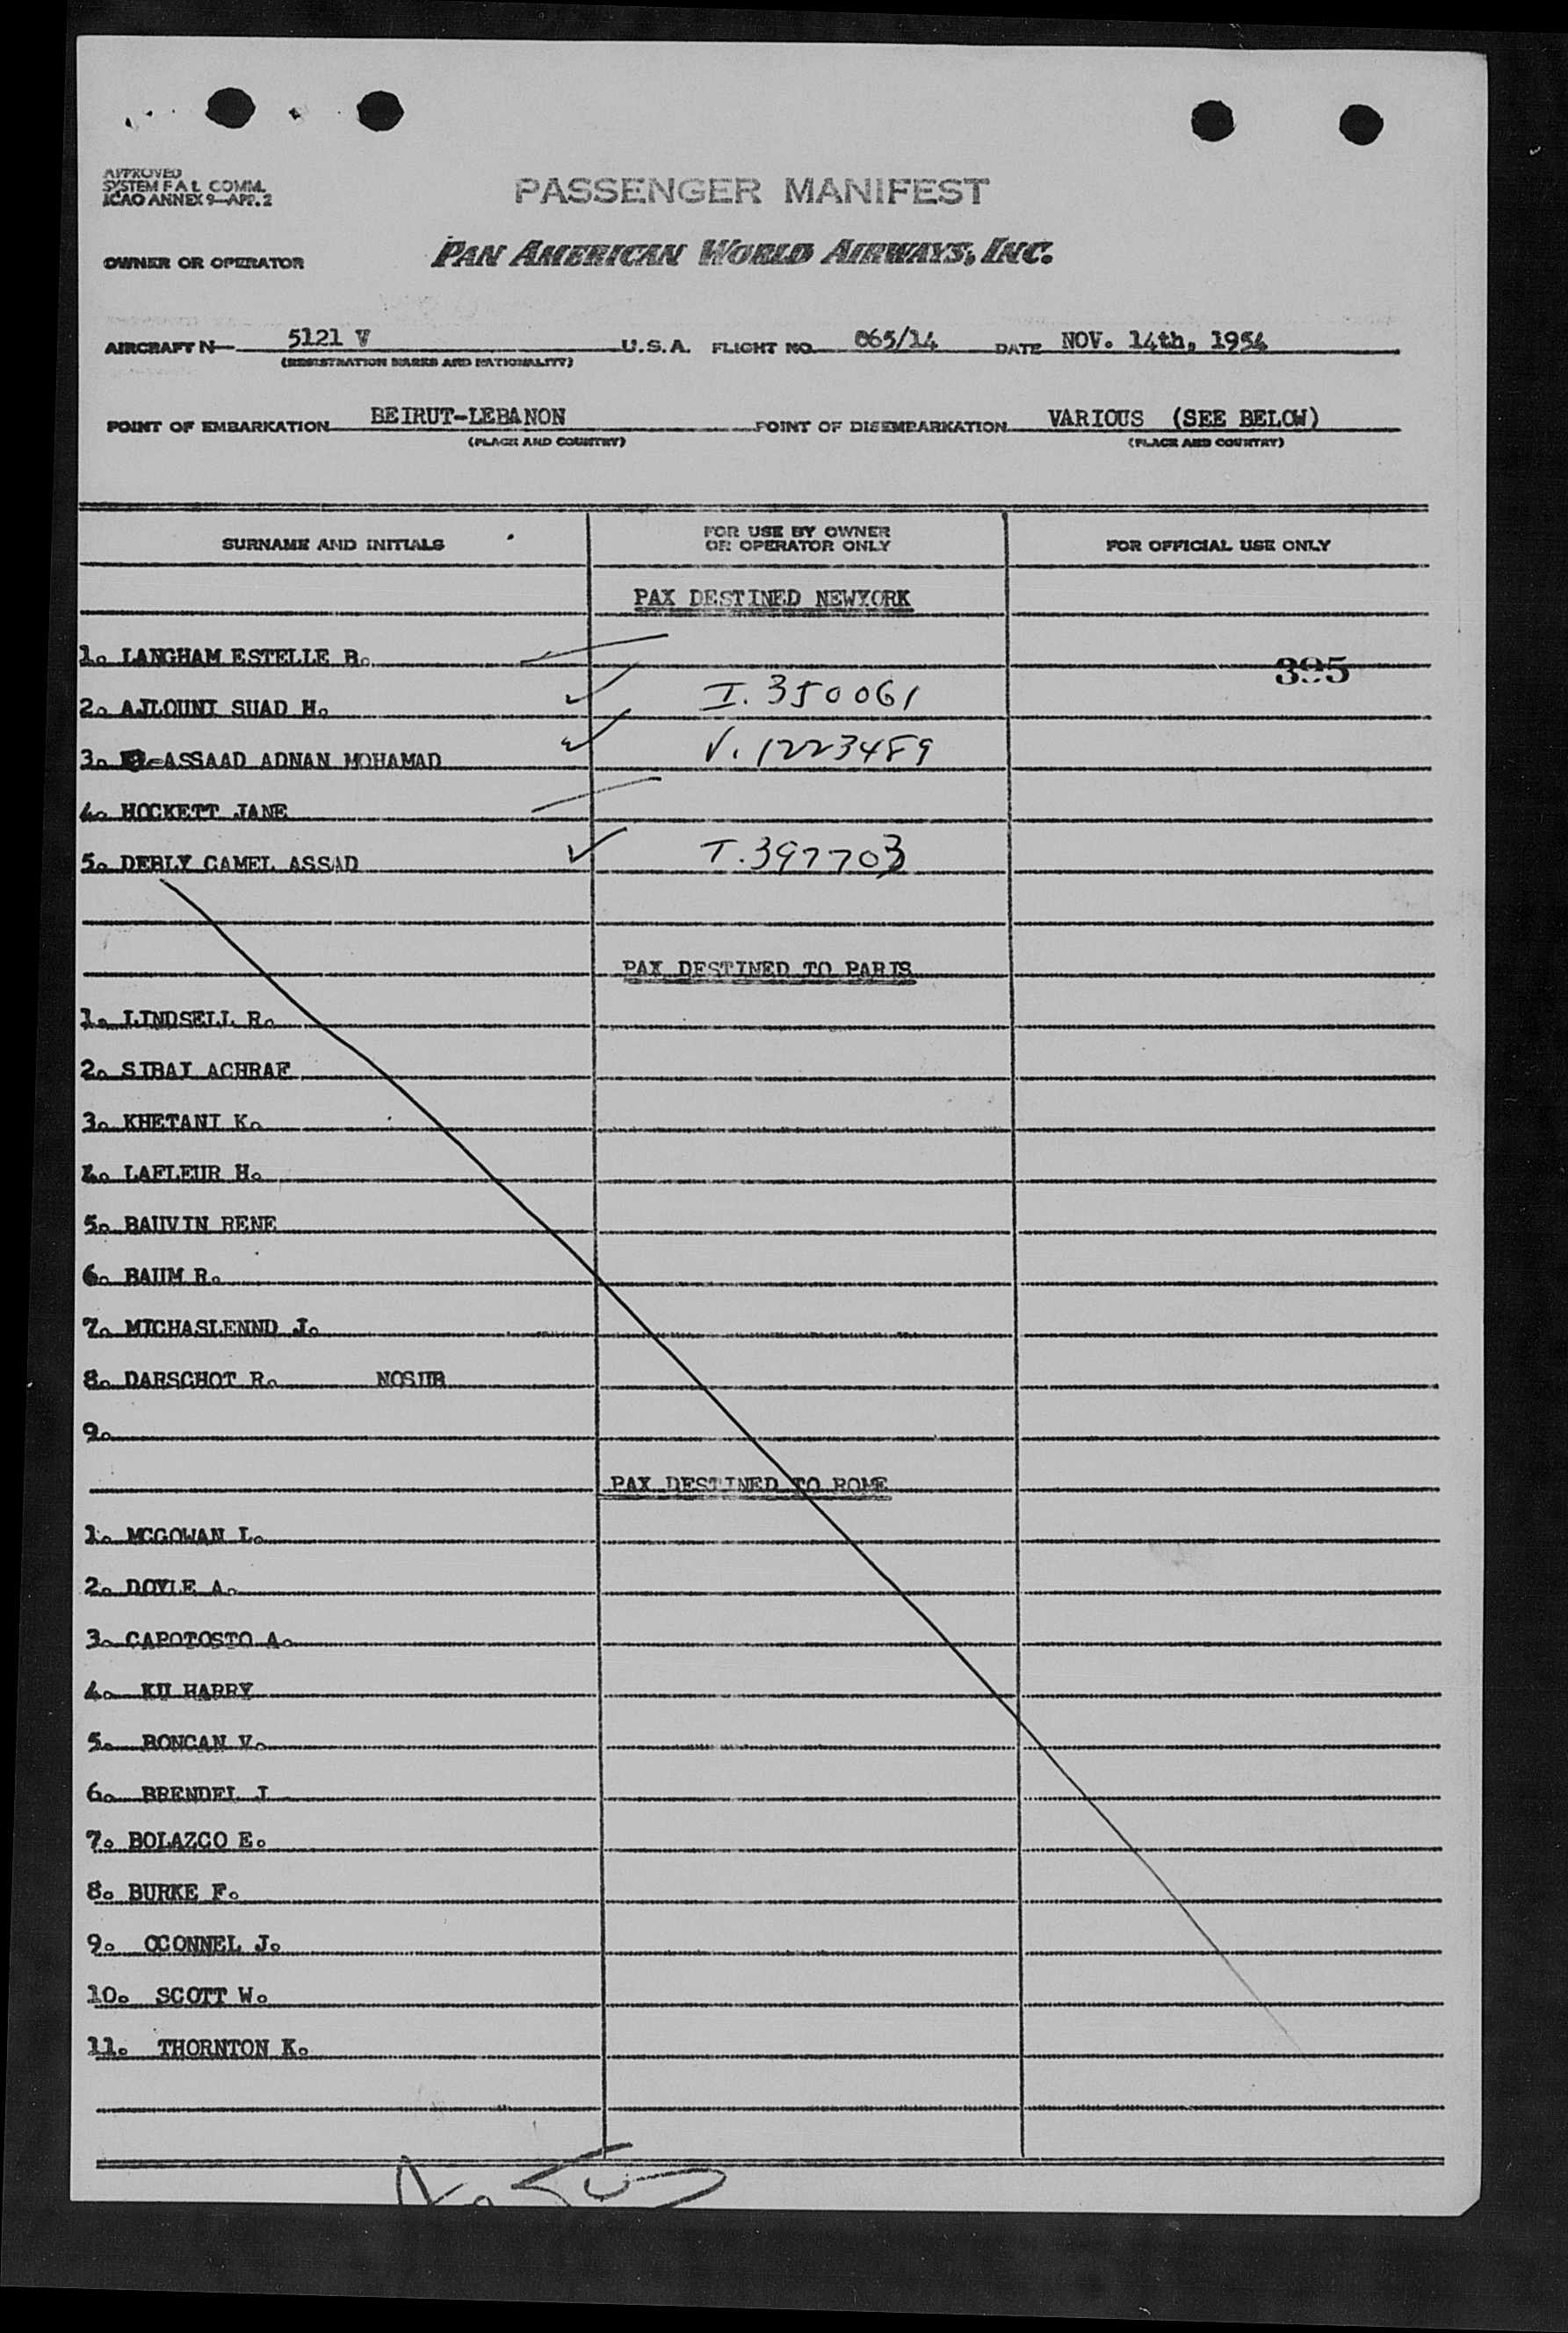 APPROVED
SYSTEM F A L COMM.
ICAO ANNEX 9—APP. 2
PASSENGER MANIFEST
OWNER OR OPERATOR PAN AMERICAN WORLD AIRWAYS, INC.
AIRCRAFT N— 5121 V U.S.A. FLIGHT NO. 065/14 DATE NOV. 14th, 1954
(REGISTRATION MARKS AND NATIONALITY)
POINT OF EMBARKATION BEIRUT-LEBANON POINT OF DISEMBARKATION VARIOUS (SEE BELOW)
(PLACE AND COUNTRY) (PLACE AND COUNTRY)
SURNAME AND INITIALS FOR USE BY OWNER OR OPERATOR ONLY FOR OFFICIAL USE ONLY
PAX DESTINED NEWYORK
1. LANGHAM ESTELLE B.
395
2. AJLOUNI SUAD H. I. 350061
3. El-ASSAAD ADNAN MOHAMAD V. 1223489
4. HOCKETT JANE
5. DEBLY CAMEL ASSAD T. 397703
PAX DESTINED TO PARIS
1. LINDSELL R.
2. SIBAI ACHRAF
3. KHETANI K.
4. LAFLEUR H.
5. BAUVIN RENE
6. BAUM R.
7. MICHASLENND J.
8. DARSCHOT R. NOSUB
9.
PAX DESTINED TO ROME
1. MCGOWAN L.
2. DOYLE A.
3. CAPOTOSTO A.
4. KU HARRY
5. BONCAN V.
6. BRENDEL J
7. BOLAZCO E.
8. BURKE F.
9. OCONNEL J.
10. SCOTT W.
11. THORNTON K.